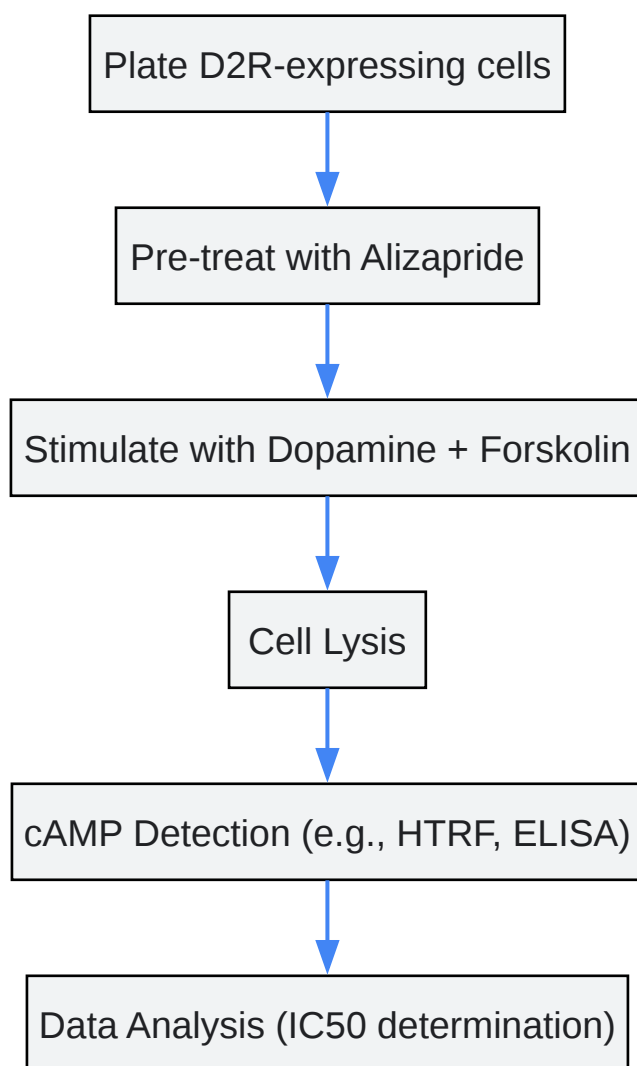 Plate D2R-expressing cells
Pre-treat with Alizapride
Stimulate with Dopamine + Forskolin
Cell Lysis
cAMP Detection (e.g., HTRF, ELISA)
Data Analysis (IC50 determination)